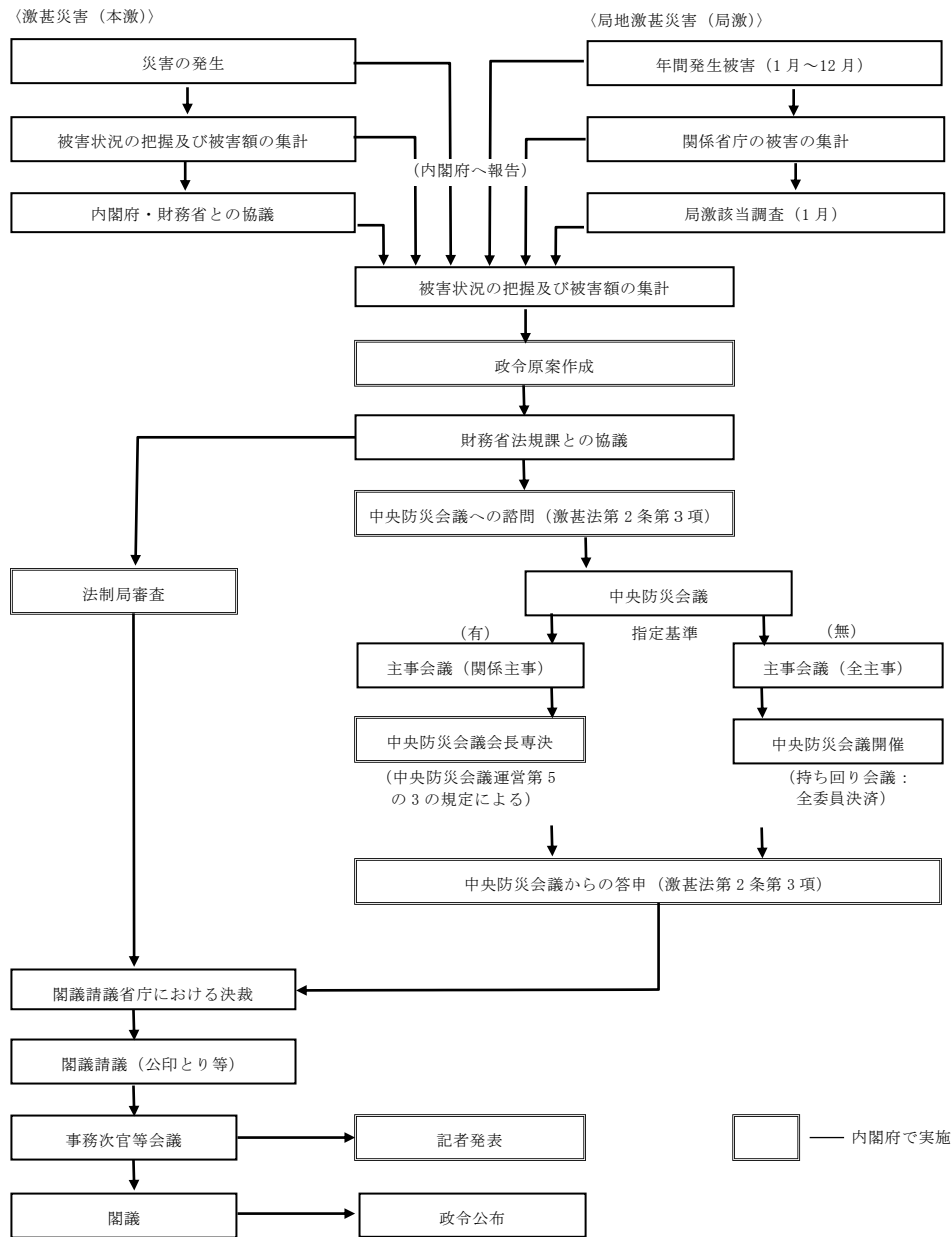 〈激甚災害（本激）〉
〈局地激甚災害（局激）〉
災害の発生
年間発生被害（1月～12月）
被害状況の把握及び被害額の集計
関係省庁の被害の集計
（内閣府へ報告）
内閣府・財務省との協議
局激該当調査（1月）
被害状況の把握及び被害額の集計
政令原案作成
財務省法規課との協議
中央防災会議への諮問（激甚法第2条第3項）
法制局審査
中央防災会議
（有）
指定基準
（無）
主事会議（関係主事）
主事会議（全主事）
中央防災会議会長専決
中央防災会議開催
（中央防災会議運営第5
の3の規定による）
（持ち回り会議：
全委員決済）
中央防災会議からの答申（激甚法第2条第3項）
閣議請議省庁における決裁
閣議請議（公印とり等）
事務次官等会議
記者発表
内閣府で実施
閣議
政令公布